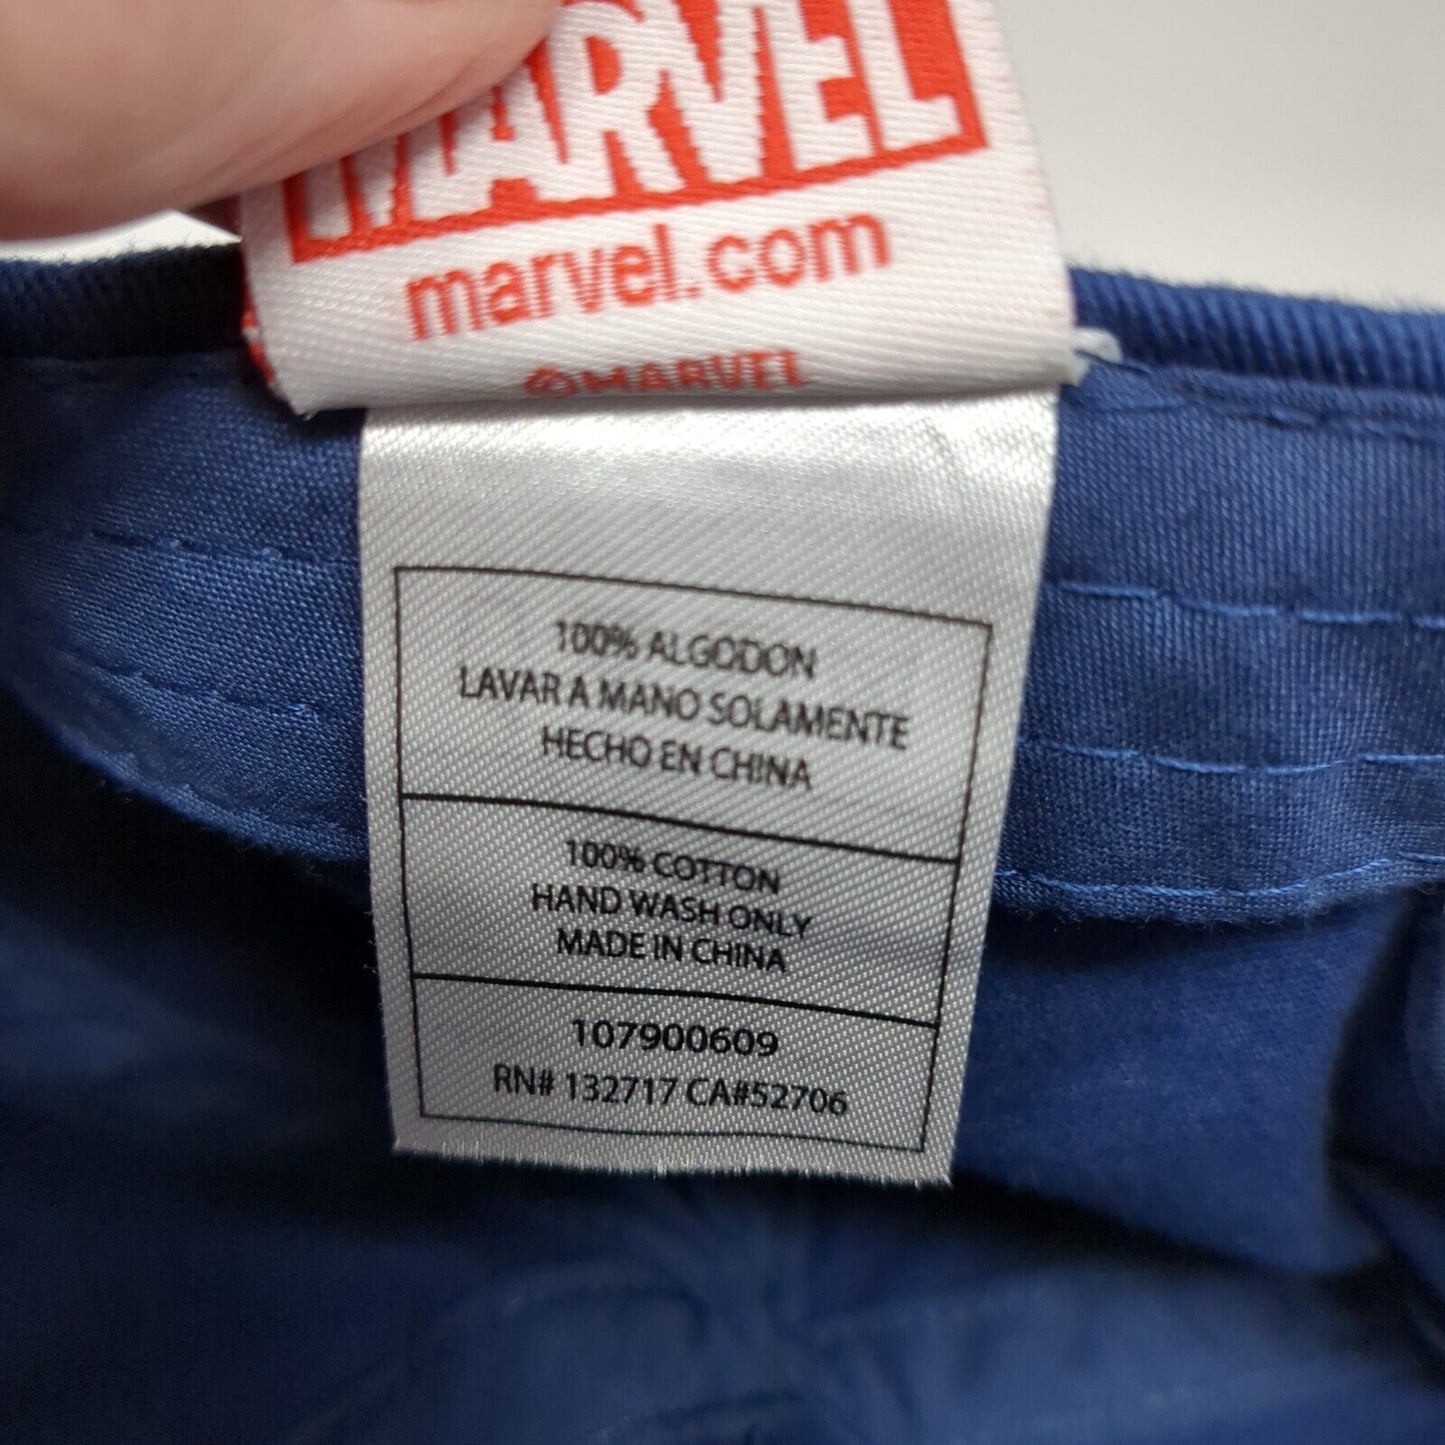 MARVEL
marvel.com
©MARVEL
100% ALGODON
LAVAR A MANO SOLAMENTE
HECHO EN CHINA
100% COTTON
HAND WASH ONLY
MADE IN CHINA
107900609
RN# 132717 CA#52706